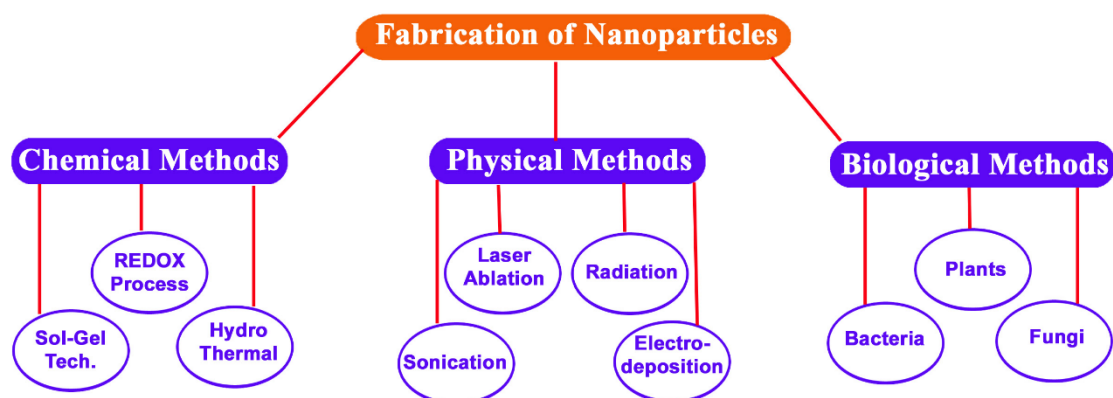 Fabrication of Nanoparticles
Chemical Methods
Physical Methods
Biological Methods
REDOX
Process
Sol-Gel
Tech.
Hydro
Thermal
Laser
Ablation
Radiation
Sonication
Electro-
deposition
Plants
Bacteria
Fungi